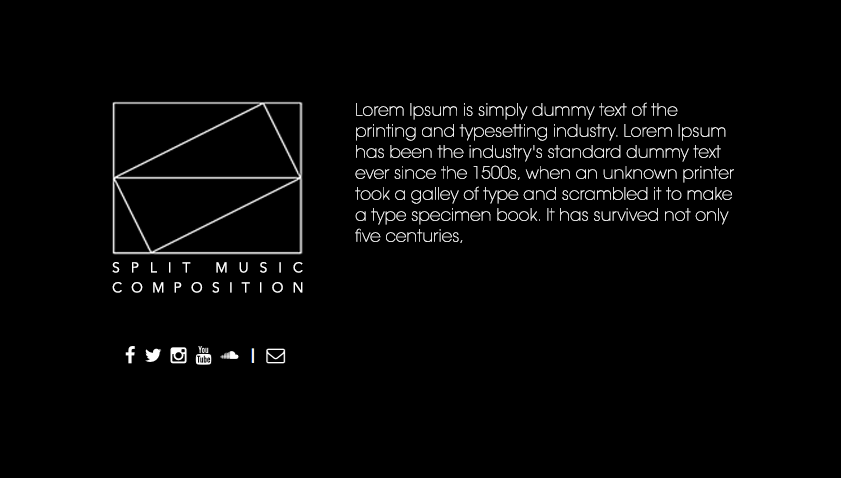 Lorem Ipsum is simply dummy text of the
printing and typesetting industry. Lorem Ipsum
has been the industry's standard dummy text
ever since the 1500s, when an unknown printer
took a galley of type and scrambled it to make
a type specimen book. It has survived not only
five centuries,
SPLIT MUSIC
COMPOSITION
You
Tube